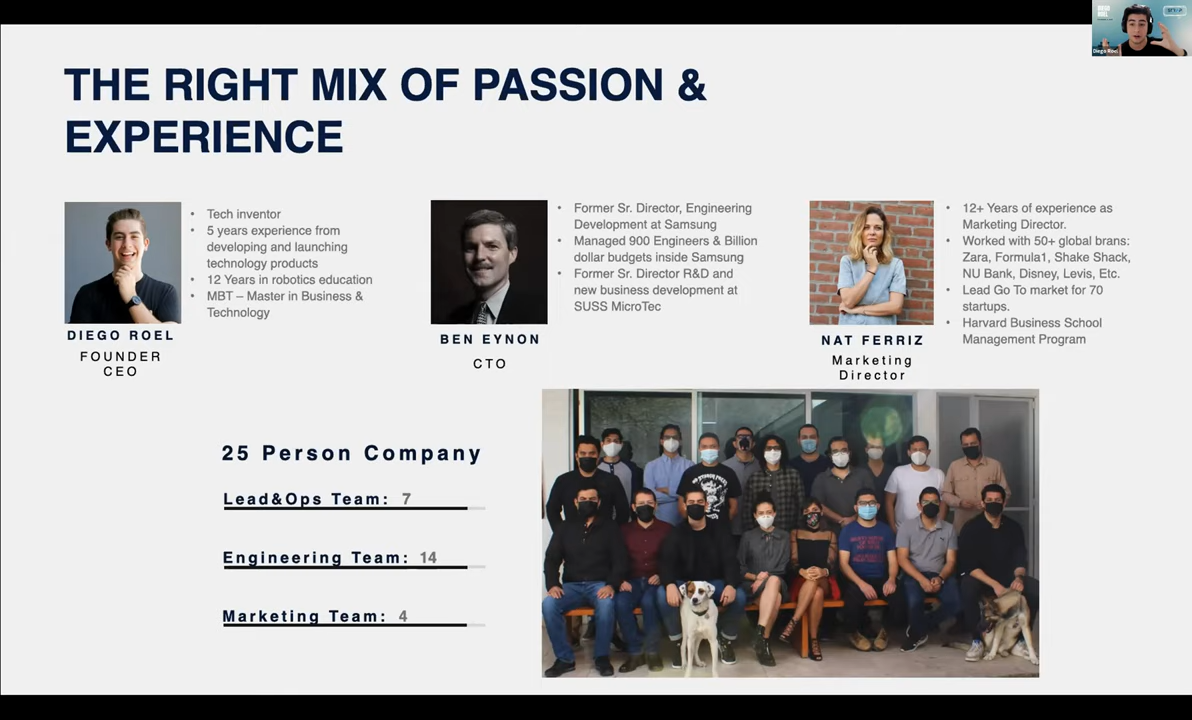 THE RIGHT MIX OF PASSION &
EXPERIENCE
• Tech inventor
• 5 years experience from
developing and launching
technology products
• 12 Years in robotics education
• MBT – Master in Business &
Technology
DIEGO ROEL
FOUNDER
CEO
• Former Sr. Director, Engineering
Development at Samsung
• Managed 900 Engineers & Billion
dollar budgets inside Samsung
• Former Sr. Director R&D and
new business development at
SUSS MicroTec
BEN EYNON
CTO
• 12+ Years of experience as
Marketing Director.
• Worked with 50+ global brans:
Zara, Formula1, Shake Shack,
NU Bank, Disney, Levis, Etc.
• Lead Go To market for 70
startups.
• Harvard Business School
Management Program
NAT FERRIZ
Marketing
Director
25 Person Company
Lead&Ops Team: 7
Engineering Team: 14
Marketing Team: 4
DIEGO
ROEL
Diego Roel